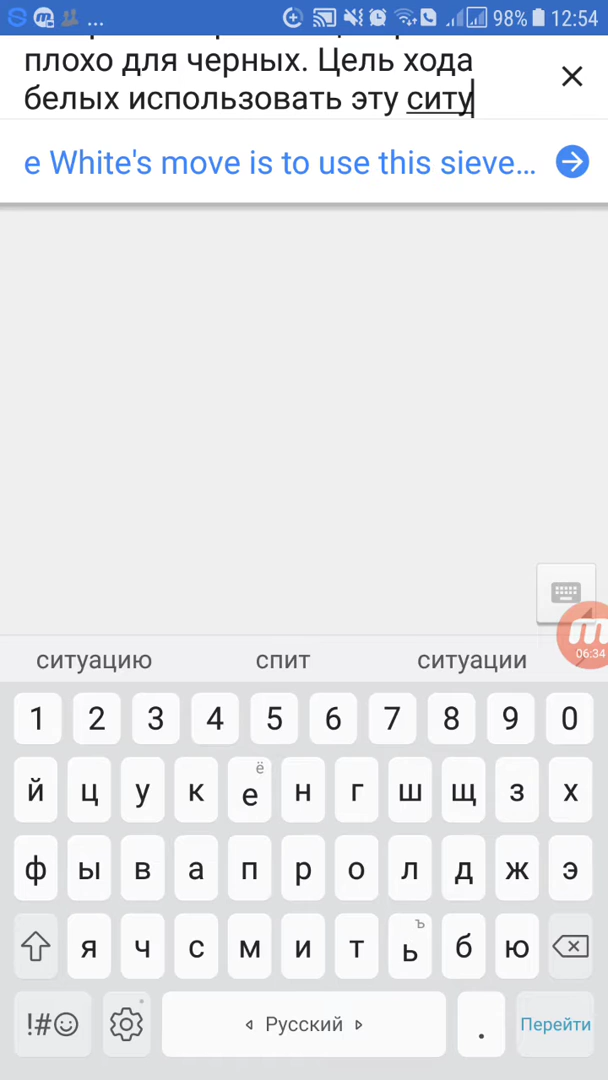 98% 12:54
плохо для черных. Цель хода
белых использовать эту ситу
e White's move is to use this sieve...
06:34
ситуацию спит ситуации
1 2 3 4 5 6 7 8 9 0
ё
й ц у к е н г ш щ з х
ф ы в а п р о л д ж э
ъ
я ч с м и т ь б ю
!#☺ Русский . Перейти